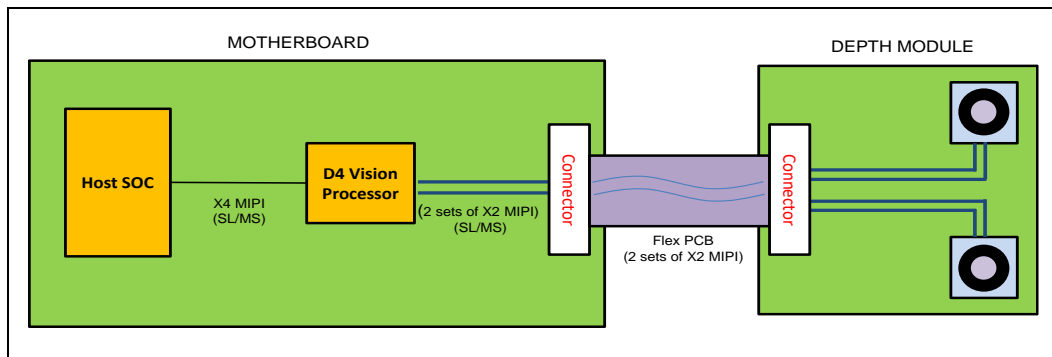 MOTHERBOARD
DEPTH MODULE
Host SOC
X4 MIPI
(SL/MS)
D4 Vision
Processor
(2 sets of X2 MIPI)
(SL/MS)
Connector
Flex PCB
(2 sets of X2 MIPI)
Connector